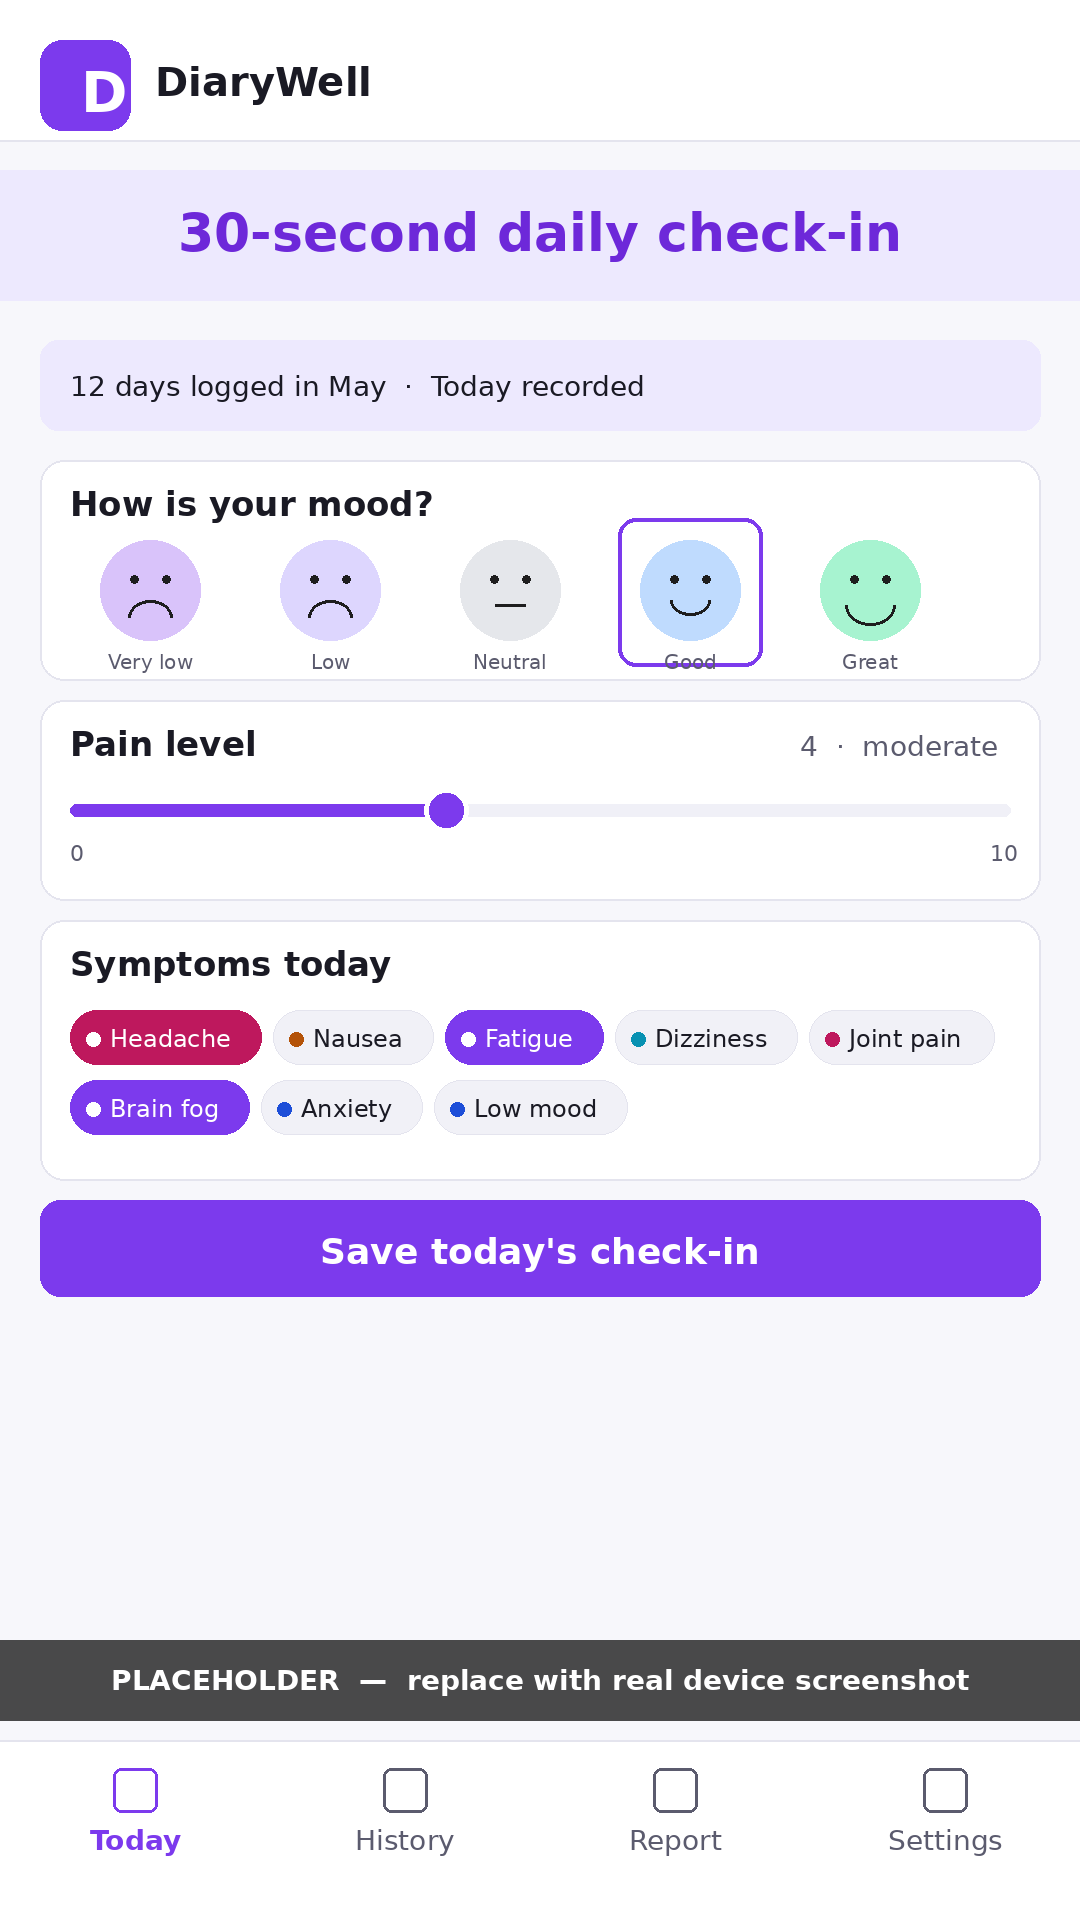 D DiaryWell
30-second daily check-in
12 days logged in May · Today recorded
How is your mood?
Very low Low Neutral Good Great
Pain level 4 · moderate
0 10
Symptoms today
Headache Nausea Fatigue Dizziness Joint pain
Brain fog Anxiety Low mood
Save today's check-in
PLACEHOLDER — replace with real device screenshot
Today History Report Settings